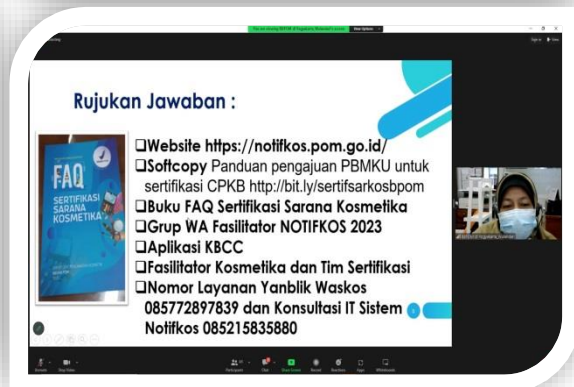 Rujukan Jawaban :
FAQ
SERTIFIKASI
SARANA
KOSMETIKA
❑Website https://notifkos.pom.go.id/
❑Softcopy Panduan pengajuan PBMKU untuk
sertifikasi CPKB http://bit.ly/sertifsarkosbpom
❑Buku FAQ Sertifikasi Sarana Kosmetika
❑Grup WA Fasilitator NOTIFKOS 2023
❑Aplikasi KBCC
❑Fasilitator Kosmetika dan Tim Sertifikasi
❑Nomor Layanan Yanblik Waskos
085772897839 dan Konsultasi IT Sistem
Notifkos 085215835880